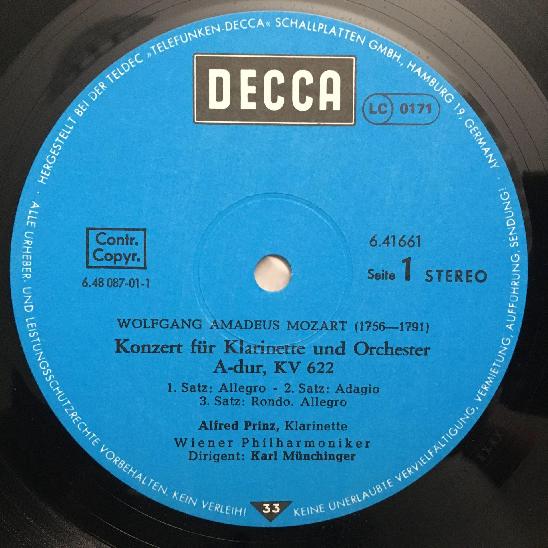 HERGESTELLT BEI DER TELDEC »TELEFUNKEN-DECCA« SCHALLPLATTEN GMBH, HAMBURG 19, GERMANY ·
DECCA
LC 0171
Contr.
Copyr.
6.48 087-01-1
6.41661
Seite 1 STEREO
WOLFGANG AMADEUS MOZART (1756—1791)
Konzert für Klarinette und Orchester
A-dur, KV 622
1. Satz: Allegro - 2. Satz: Adagio
3. Satz: Rondo. Allegro
Alfred Prinz, Klarinette
Wiener Philharmoniker
Dirigent: Karl Münchinger
· ALLE URHEBER- UND LEISTUNGSSCHUTZRECHTE VORBEHALTEN. KEIN VERLEIH! KEINE UNERLAUBTE VERVIELFÄLTIGUNG, VERMIETUNG, AUFFÜHRUNG, SENDUNG!
33